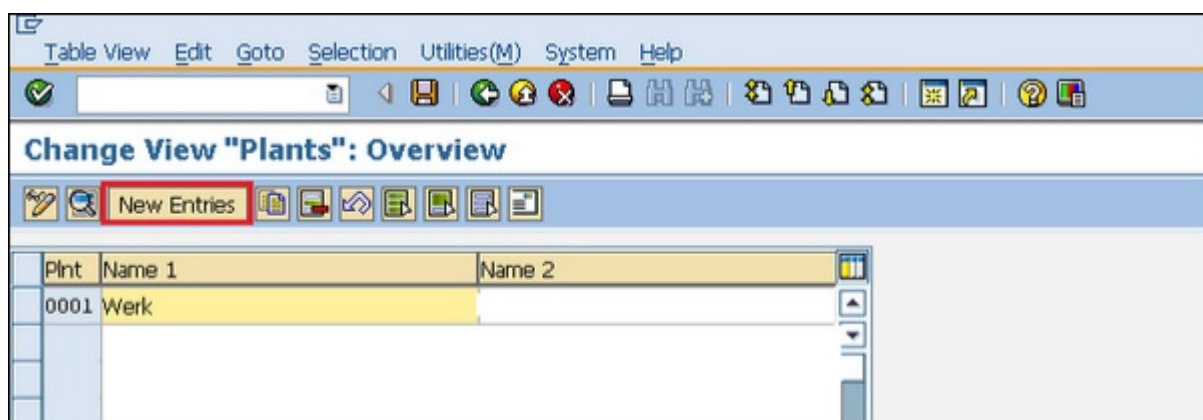 Table View Edit Goto Selection Utilities(M) System Help
Change View "Plants": Overview
New Entries
Plnt Name 1 Name 2
0001 Werk